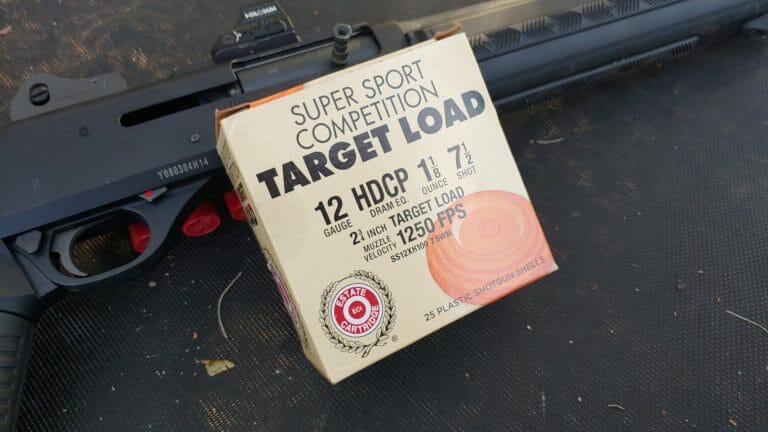 HOLOSUN
Y080304H14
SUPER SPORT
COMPETITION
TARGET LOAD
12 HDCP 1 1/8 7 1/2
GAUGE DRAM EQ. OUNCE SHOT
2 3/4 INCH TARGET LOAD
MUZZLE VELOCITY 1250 FPS
SS12XH100 7.5WM
ESTATE
ECI
CARTRIDGE
®
25 PLASTIC SHOTGUN SHELLS